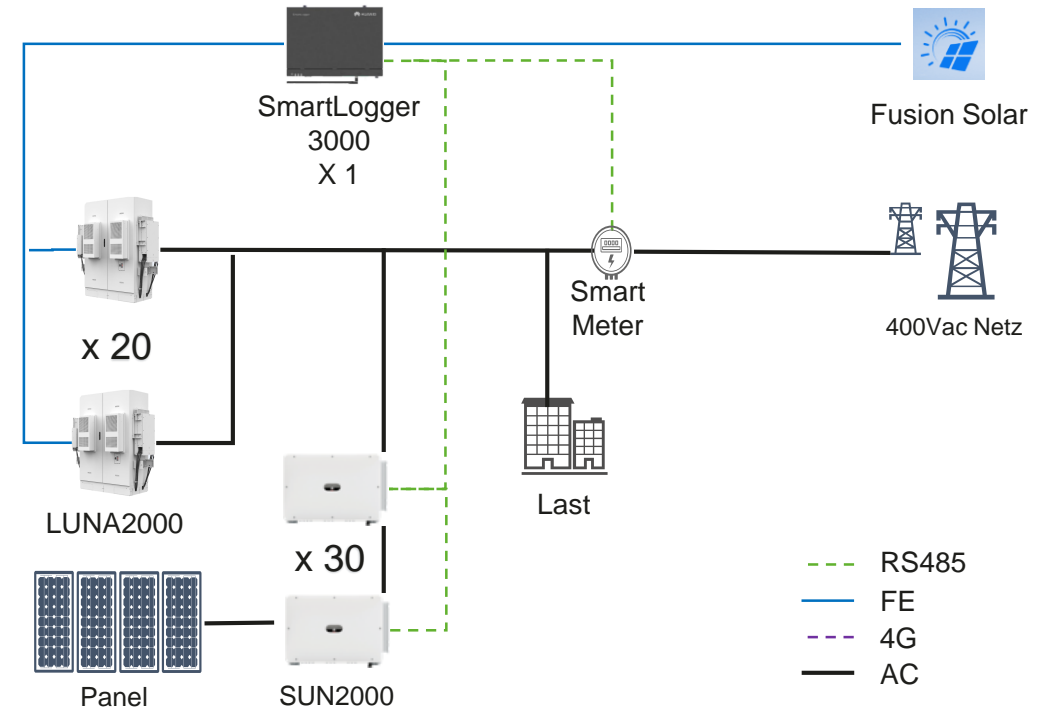 SmartLogger
3000
X 1
Fusion Solar
x 20
Smart
Meter
400Vac Netz
LUNA2000
Last
x 30
Panel
SUN2000
RS485
FE
4G
AC
0000